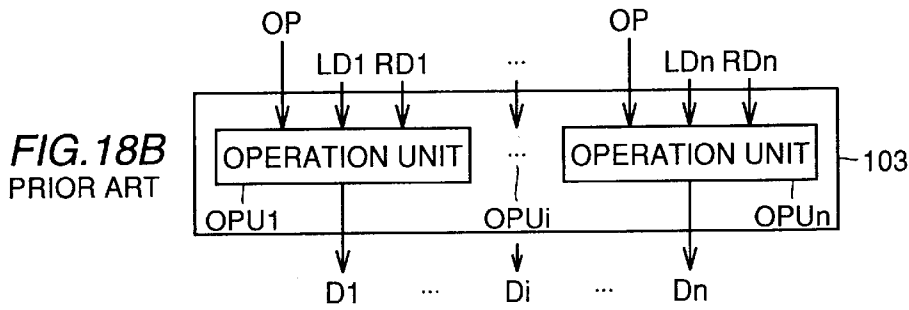 OP OP
LD1 RD1 ... LDn RDn
FIG.18B
PRIOR ART
OPERATION UNIT ... OPERATION UNIT
103
OPU1 OPUi OPUn
D1 ... Di ... Dn